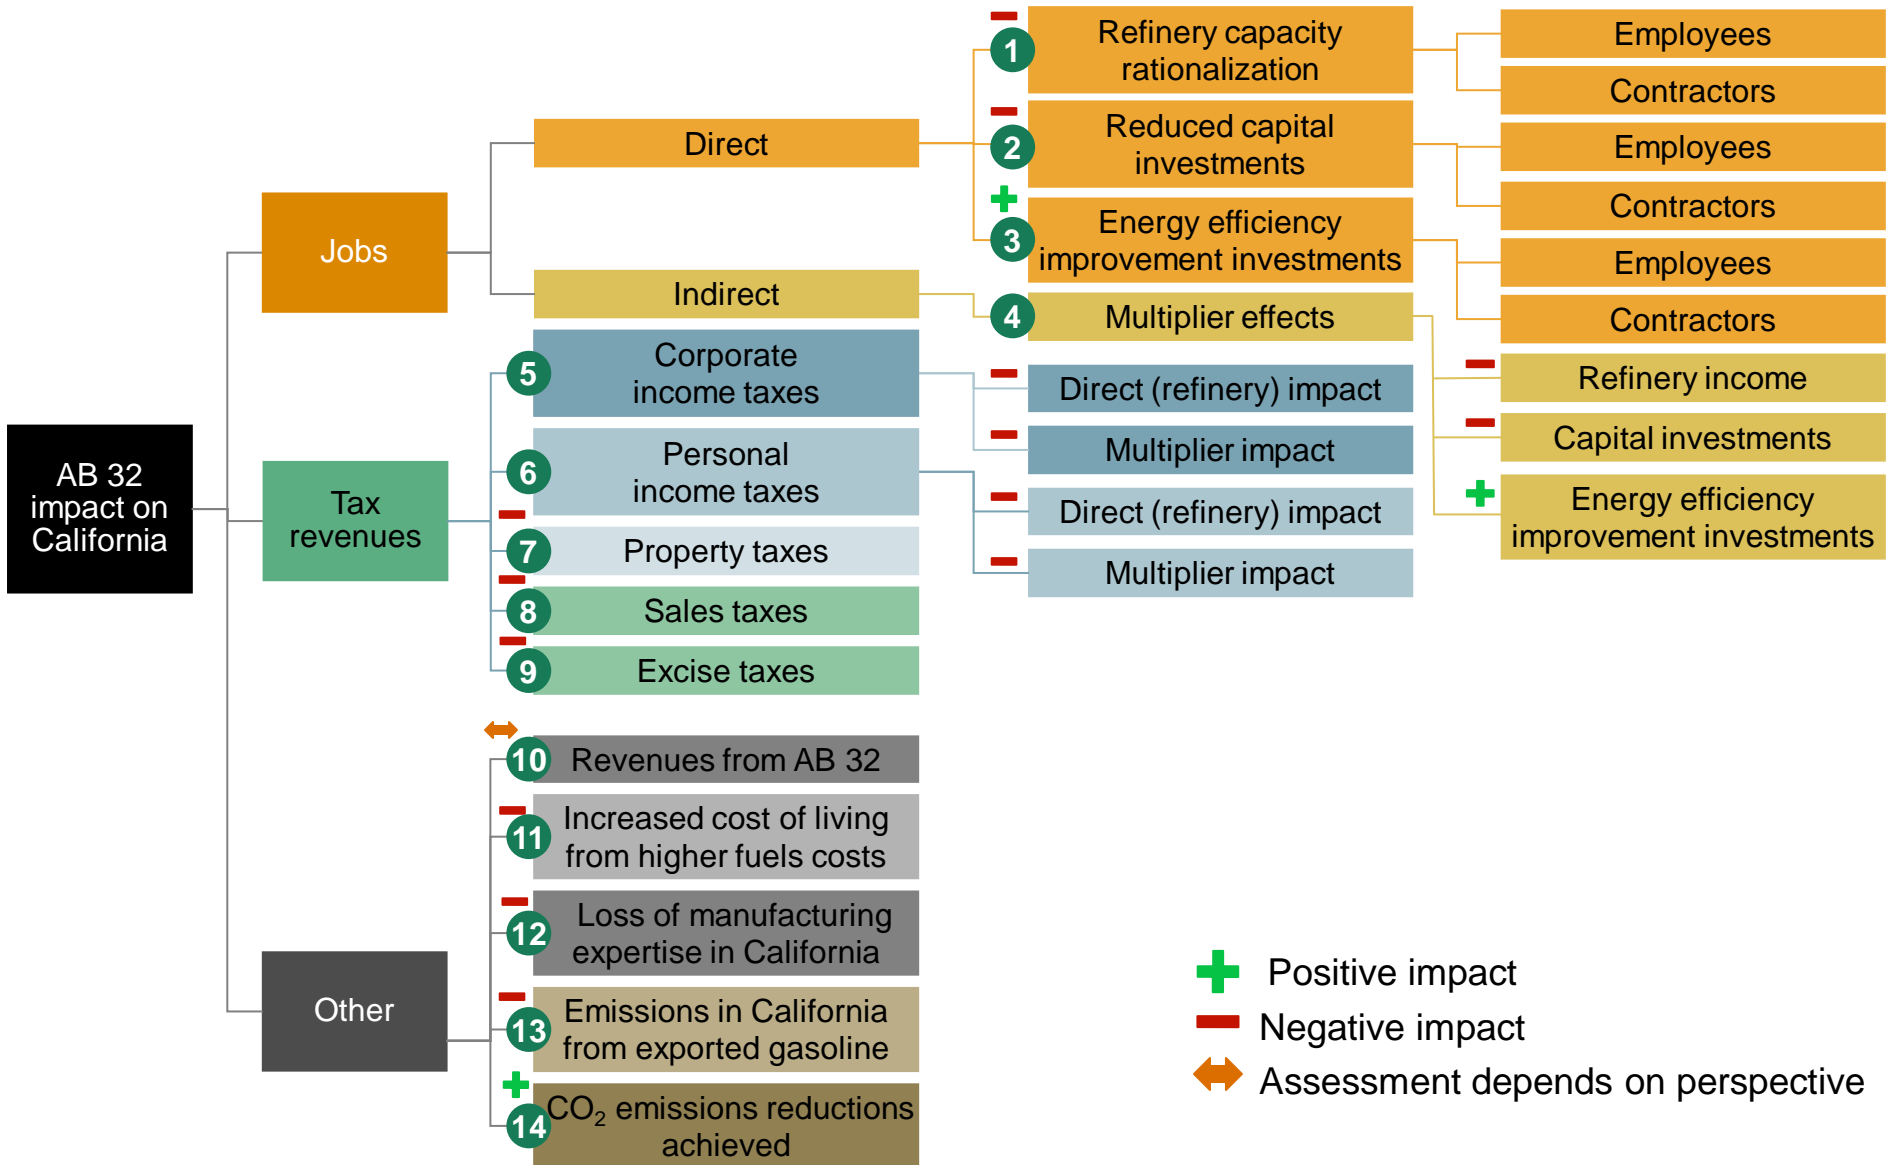 AB 32
impact on
California
Jobs
Direct
1
Refinery capacity
rationalization
Employees
Contractors
2
Reduced capital
investments
Employees
Contractors
3
Energy efficiency
improvement investments
Employees
Contractors
Indirect
4
Multiplier effects
Refinery income
Capital investments
Energy efficiency
improvement investments
Tax
revenues
5
Corporate
income taxes
Direct (refinery) impact
Multiplier impact
6
Personal
income taxes
Direct (refinery) impact
Multiplier impact
7
Property taxes
8
Sales taxes
9
Excise taxes
Other
10
Revenues from AB 32
11
Increased cost of living
from higher fuels costs
12
Loss of manufacturing
expertise in California
13
Emissions in California
from exported gasoline
14
CO₂ emissions reductions
achieved
Positive impact
Negative impact
Assessment depends on perspective